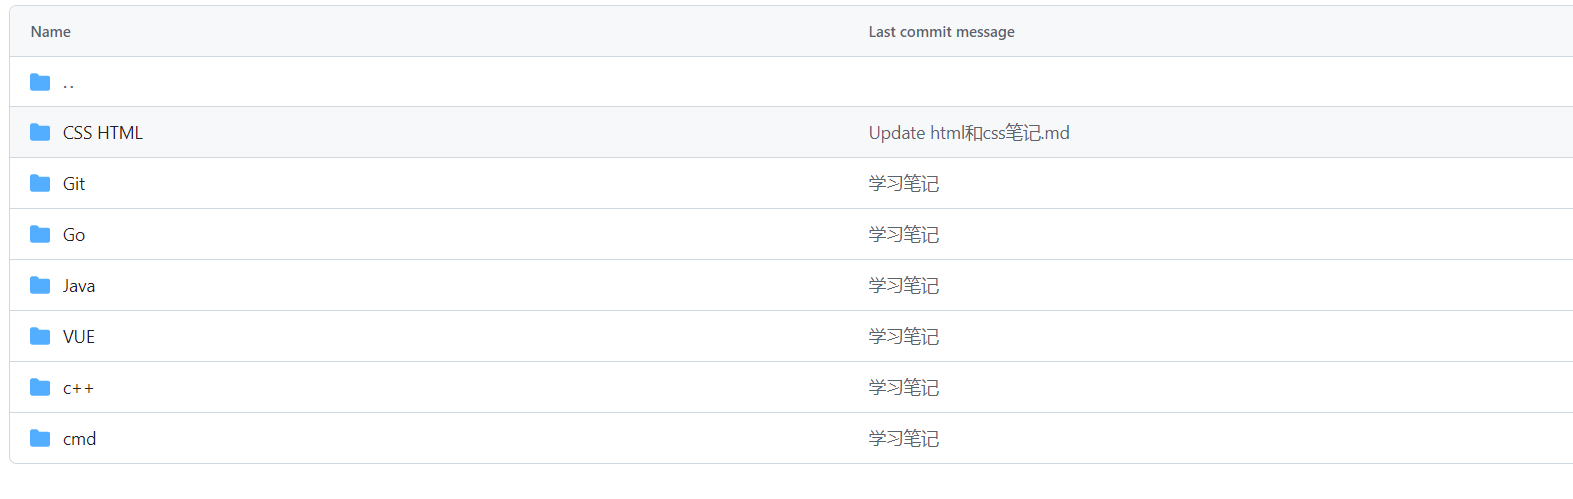 Name Last commit message
..
CSS HTML Update html和css笔记.md
Git 学习笔记
Go 学习笔记
Java 学习笔记
VUE 学习笔记
c++ 学习笔记
cmd 学习笔记